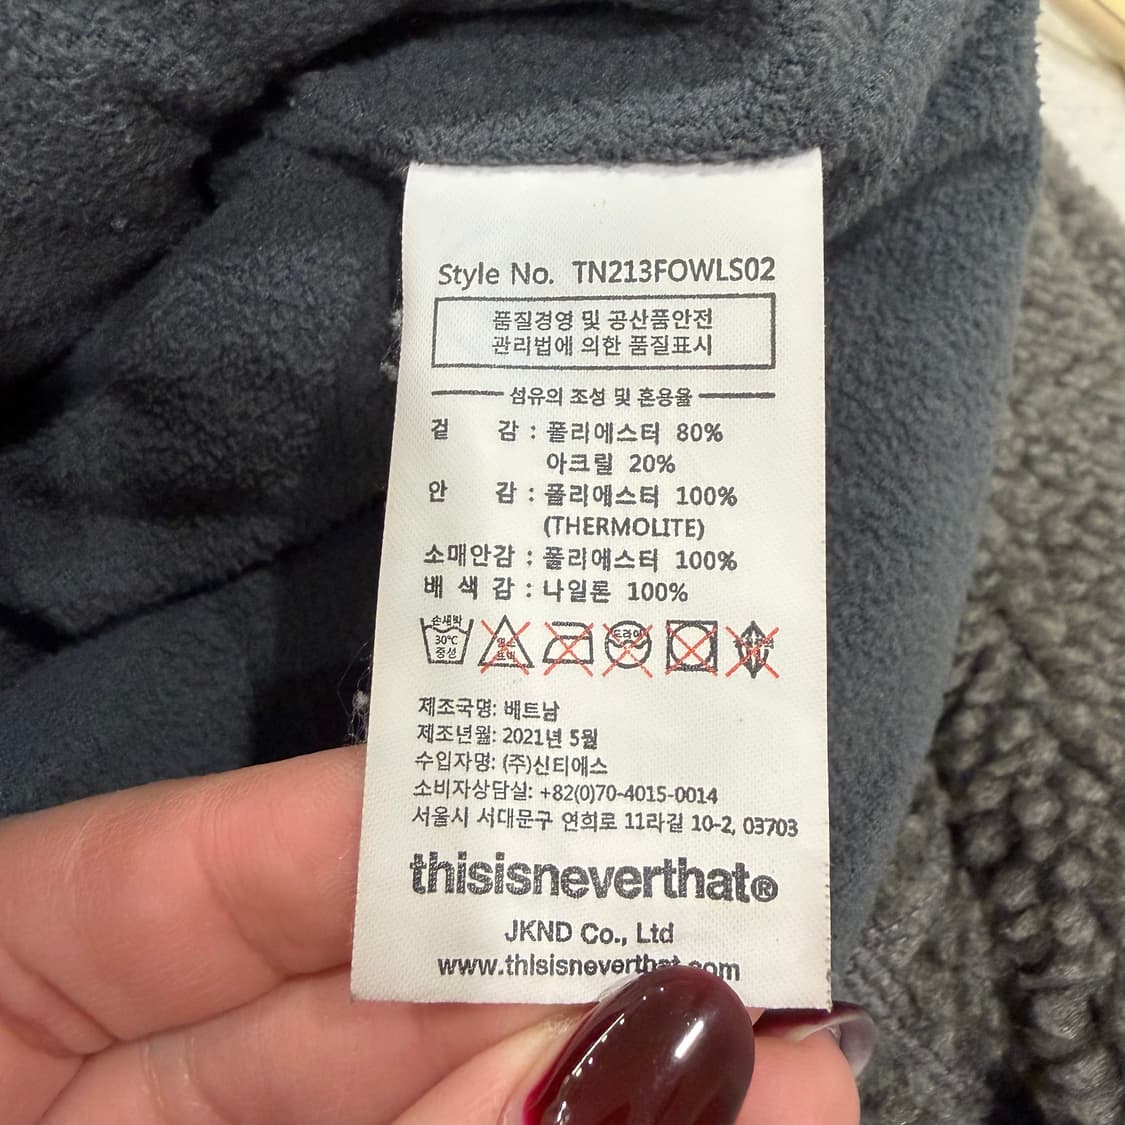 Style No. TN213FOWLS02
품질경영 및 공산품안전
관리법에 의한 품질표시
섬유의 조성 및 혼용율
겉 감 : 폴리에스터 80%
아크릴 20%
안 감 : 폴리에스터 100%
(THERMOLITE)
소매안감 : 폴리에스터 100%
배 색 감 : 나일론 100%
손세탁
30℃
중성
드라이
제조국명: 베트남
제조년월: 2021년 5월
수입자명: (주)신티에스
소비자상담실: +82(0)70-4015-0014
서울시 서대문구 연희로 11라길 10-2, 03703
thisisneverthat®
JKND Co., Ltd
www.thisisneverthat.com